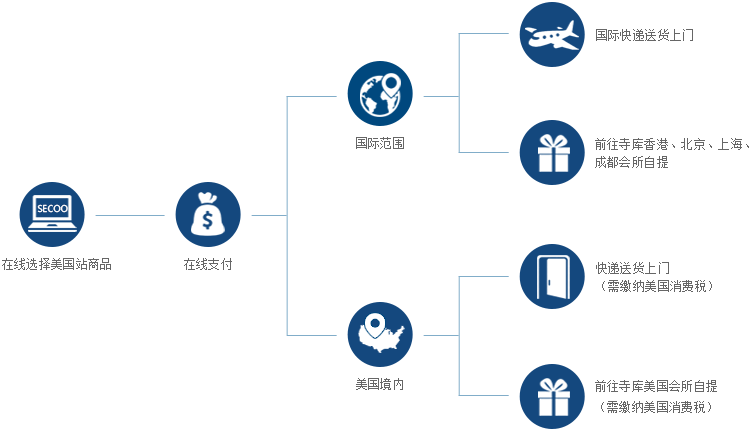 SECOO
在线选择美国站商品
在线支付
国际范围
国际快递送货上门
前往寺库香港、北京、上海、
成都会所自提
美国境内
快递送货上门
（需缴纳美国消费税）
前往寺库美国会所自提
（需缴纳美国消费税）